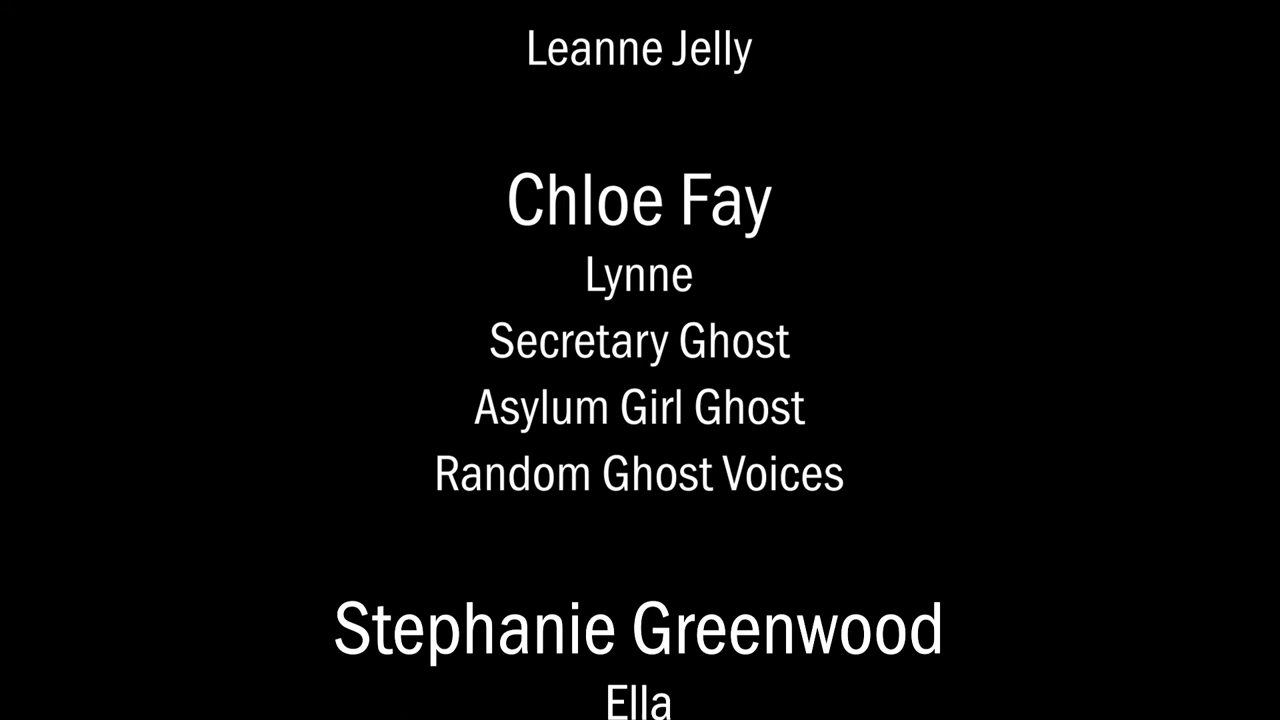 Leanne Jelly
Chloe Fay
Lynne
Secretary Ghost
Asylum Girl Ghost
Random Ghost Voices
Stephanie Greenwood
Ella